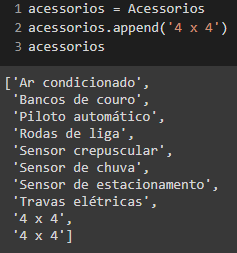 1 acessorios = Acessorios
2 acessorios.append('4 x 4')
3 acessorios
['Ar condicionado',
'Bancos de couro',
'Piloto automático',
'Rodas de liga',
'Sensor crepuscular',
'Sensor de chuva',
'Sensor de estacionamento',
'Travas elétricas',
'4 x 4',
'4 x 4']